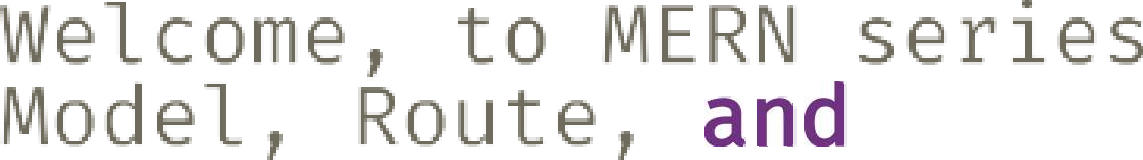 Welcome, to MERN series
Model, Route, and